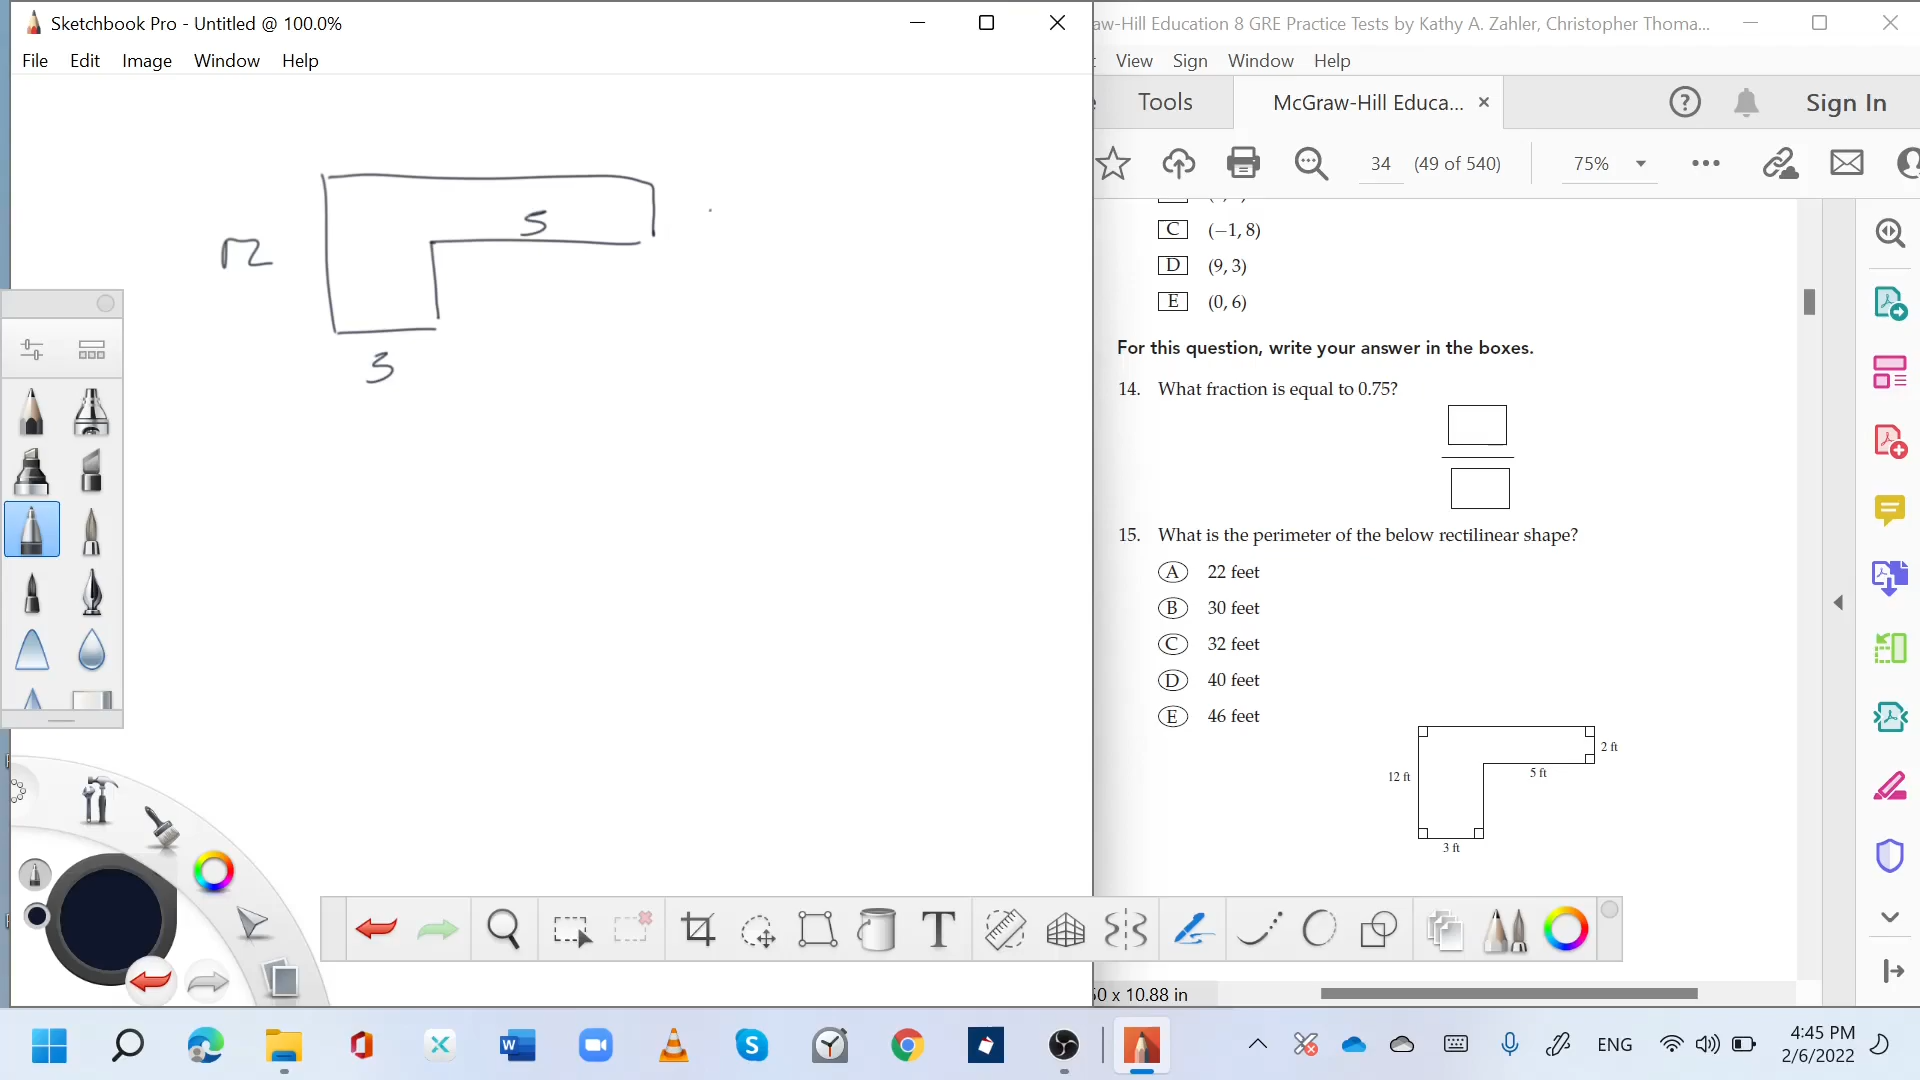 Sketchbook Pro - Untitled @ 100.0%
File Edit Image Window Help
5
12
3
aw-Hill Education 8 GRE Practice Tests by Kathy A. Zahler, Christopher Thoma...
View Sign Window Help
Tools
McGraw-Hill Educa... ×
Sign In
34 (49 of 540)
75%
C (−1, 8)
D (9, 3)
E (0, 6)
For this question, write your answer in the boxes.
14. What fraction is equal to 0.75?
15. What is the perimeter of the below rectilinear shape?
A 22 feet
B 30 feet
C 32 feet
D 40 feet
E 46 feet
2 ft
12 ft
5 ft
3 ft
0 x 10.88 in
ENG
4:45 PM
2/6/2022